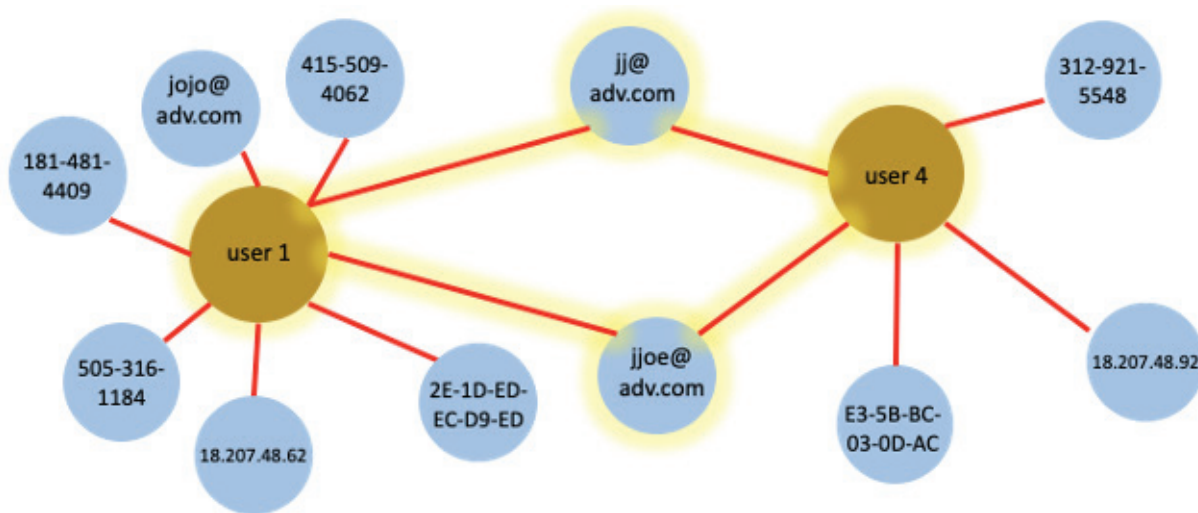 jojo@
adv.com
415-509-
4062
jj@
adv.com
312-921-
5548
181-481-
4409
user 1
user 4
505-316-
1184
18.207.48.62
2E-1D-ED-
EC-D9-ED
jjoe@
adv.com
E3-5B-BC-
03-0D-AC
18.207.48.92